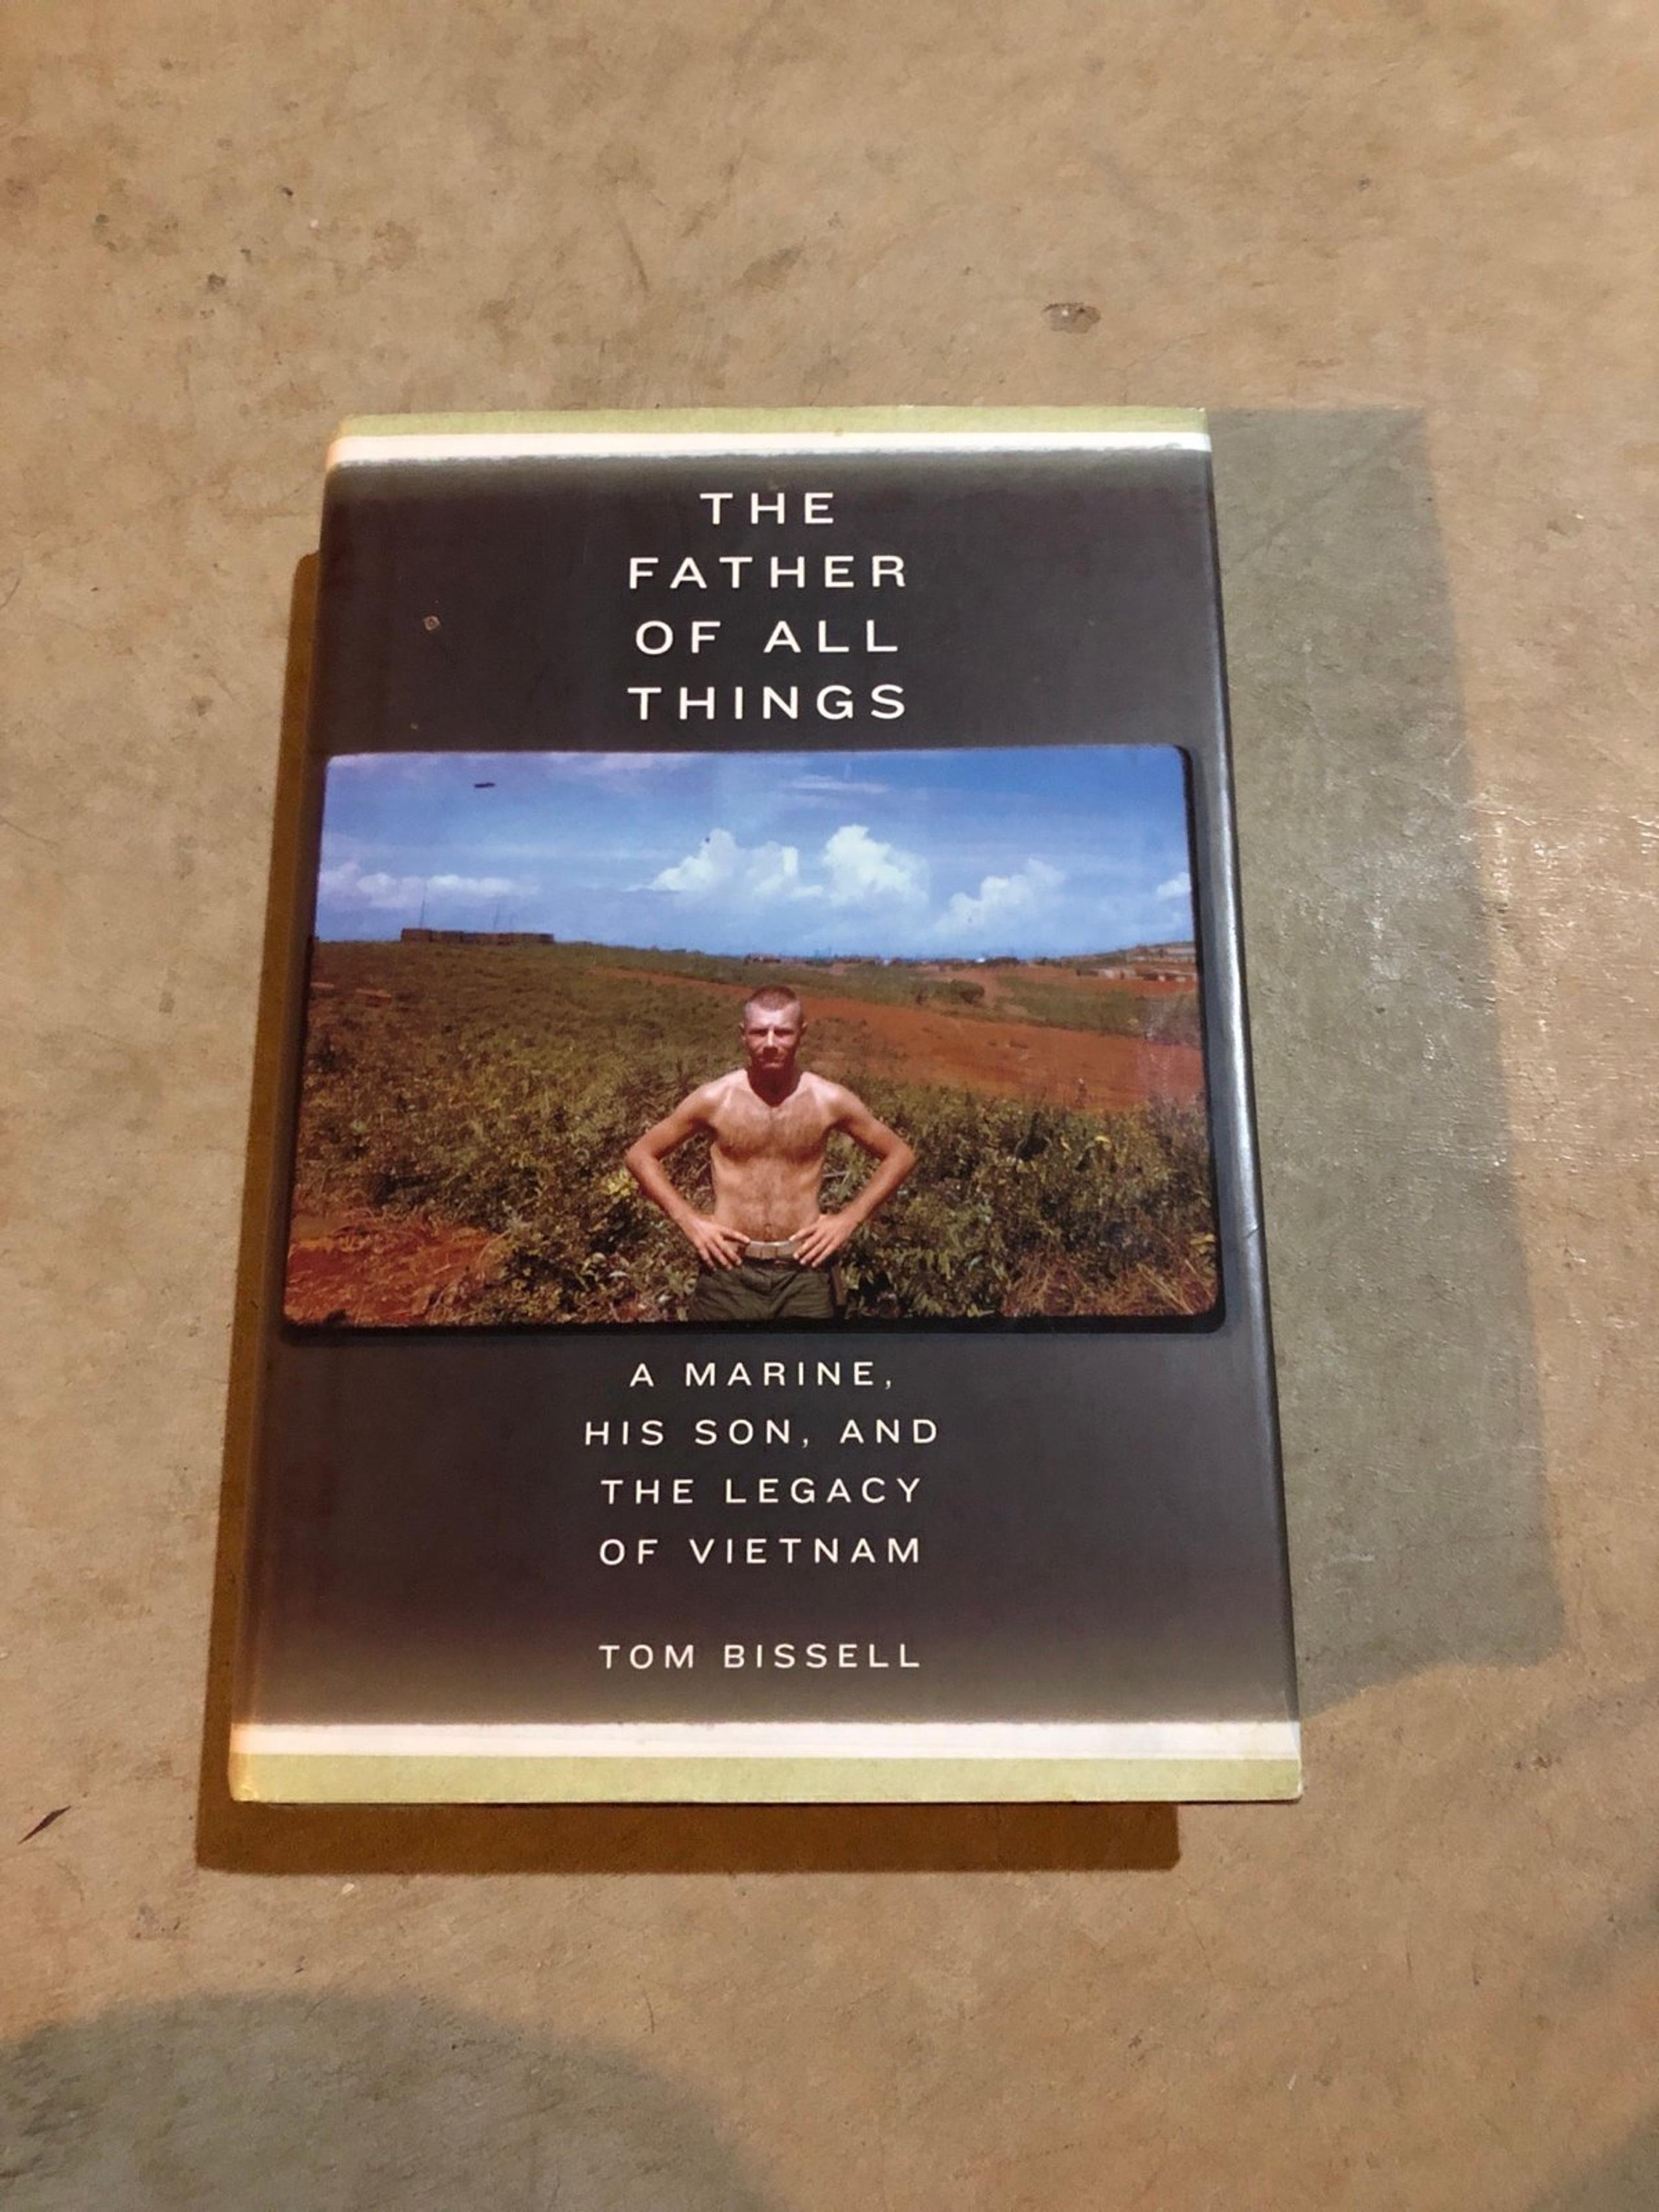 THE
FATHER
OF ALL
THINGS
A MARINE,
HIS SON, AND
THE LEGACY
OF VIETNAM
TOM BISSELL